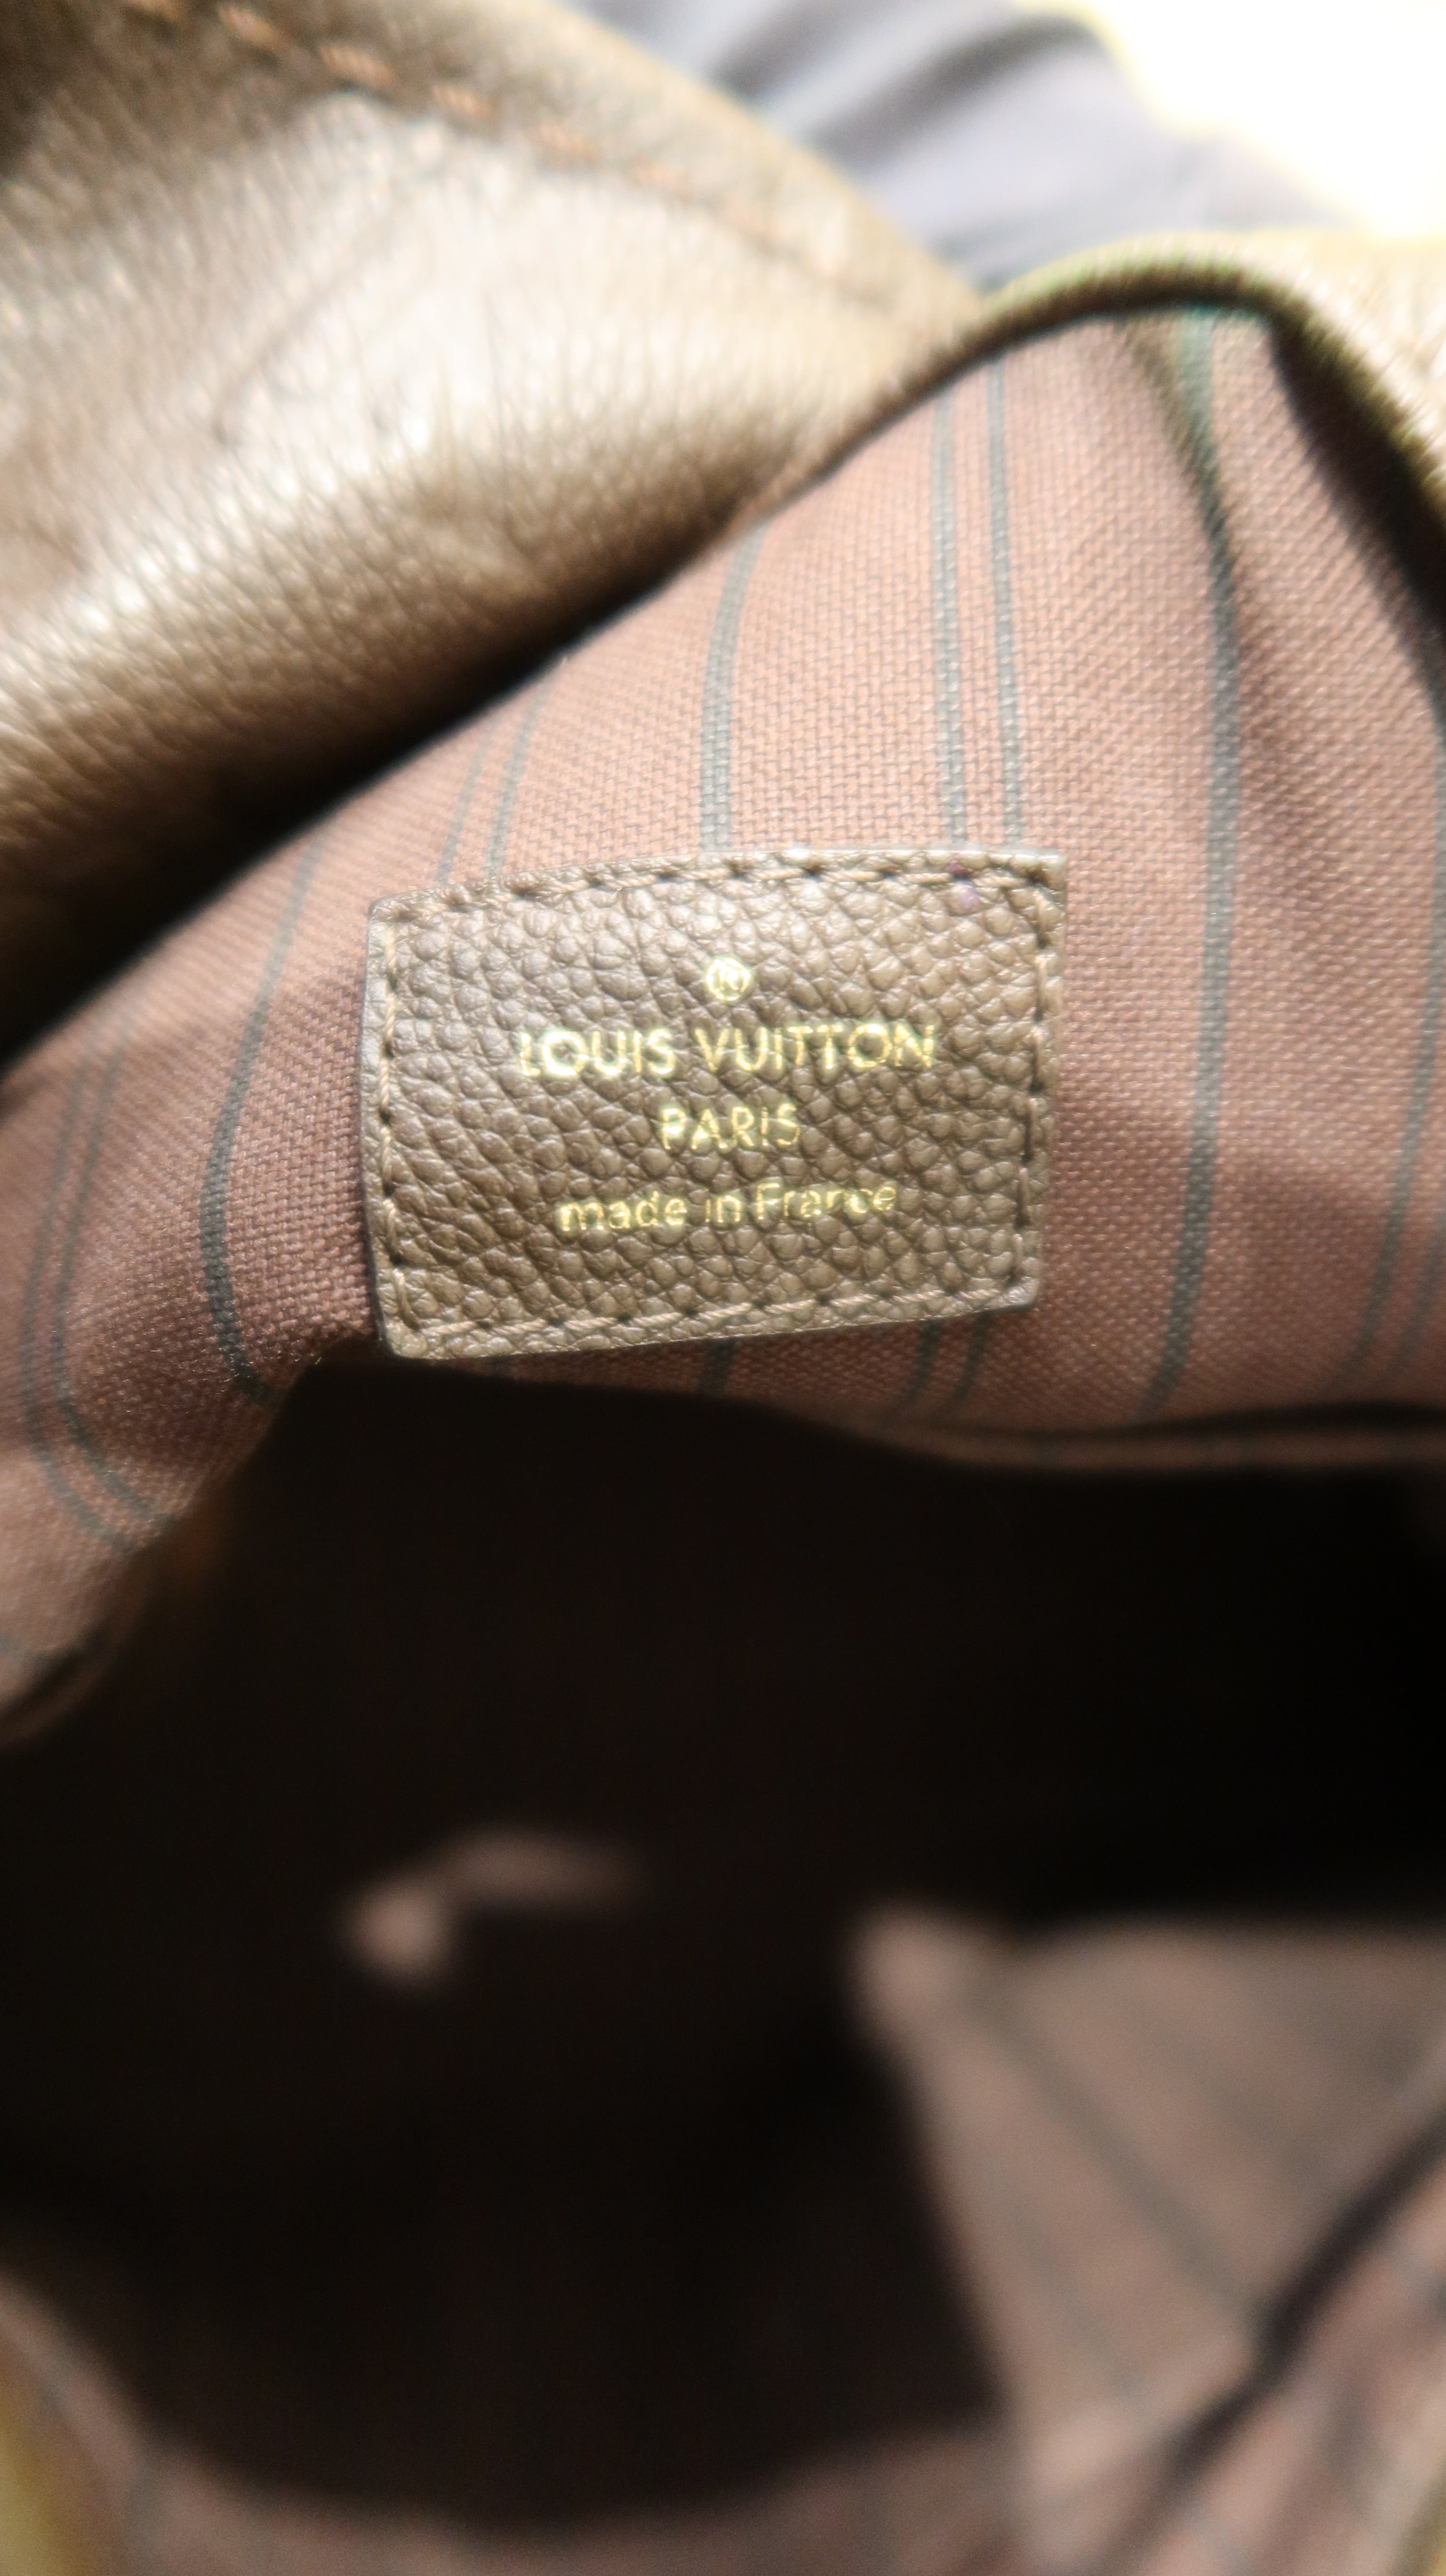 R
LOUIS VUITTON
PARIS
made in France